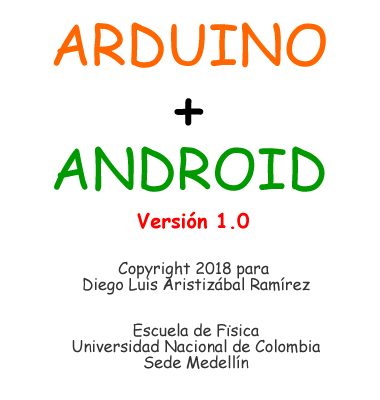 ARDUINO
+
ANDROID
Versión 1.0
Copyright 2018 para
Diego Luis Aristizábal Ramírez
Escuela de Física
Universidad Nacional de Colombia
Sede Medellín